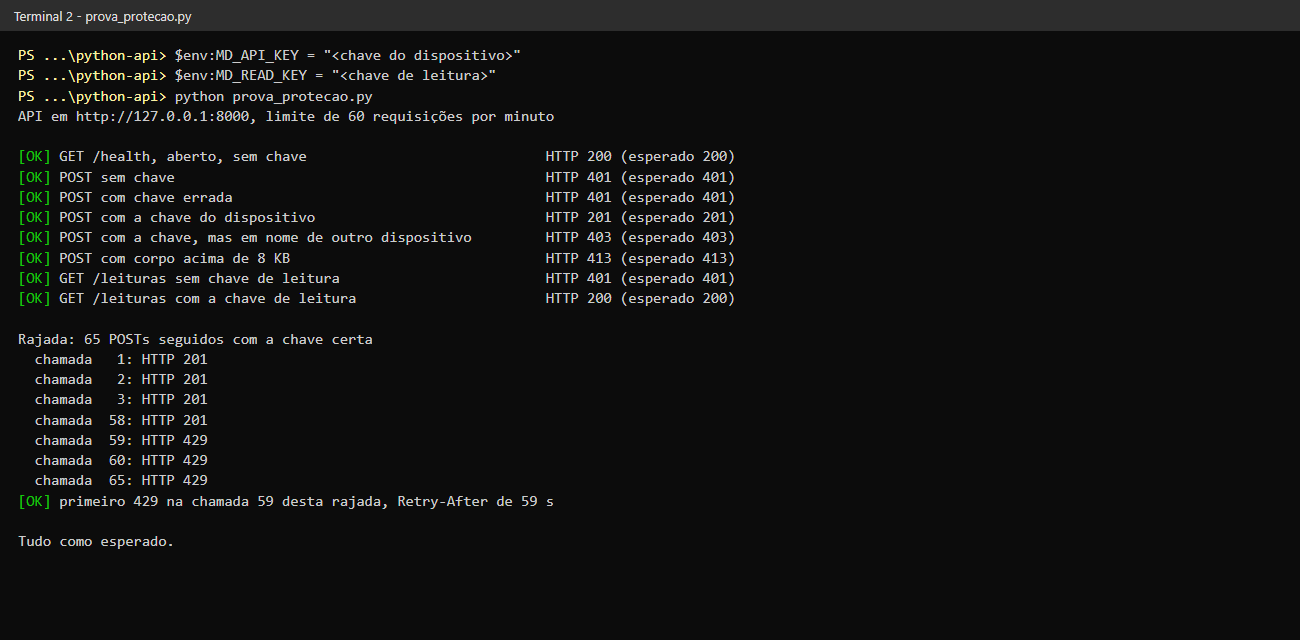 Terminal 2 - prova_protecao.py
PS ...\python-api> $env:MD_API_KEY = "<chave do dispositivo>"
PS ...\python-api> $env:MD_READ_KEY = "<chave de leitura>"
PS ...\python-api> python prova_protecao.py
API em http://127.0.0.1:8000, limite de 60 requisições por minuto
[OK] GET /health, aberto, sem chave HTTP 200 (esperado 200)
[OK] POST sem chave HTTP 401 (esperado 401)
[OK] POST com chave errada HTTP 401 (esperado 401)
[OK] POST com a chave do dispositivo HTTP 201 (esperado 201)
[OK] POST com a chave, mas em nome de outro dispositivo HTTP 403 (esperado 403)
[OK] POST com corpo acima de 8 KB HTTP 413 (esperado 413)
[OK] GET /leituras sem chave de leitura HTTP 401 (esperado 401)
[OK] GET /leituras com a chave de leitura HTTP 200 (esperado 200)
Rajada: 65 POSTs seguidos com a chave certa
chamada 1: HTTP 201
chamada 2: HTTP 201
chamada 3: HTTP 201
chamada 58: HTTP 201
chamada 59: HTTP 429
chamada 60: HTTP 429
chamada 65: HTTP 429
[OK] primeiro 429 na chamada 59 desta rajada, Retry-After de 59 s
Tudo como esperado.